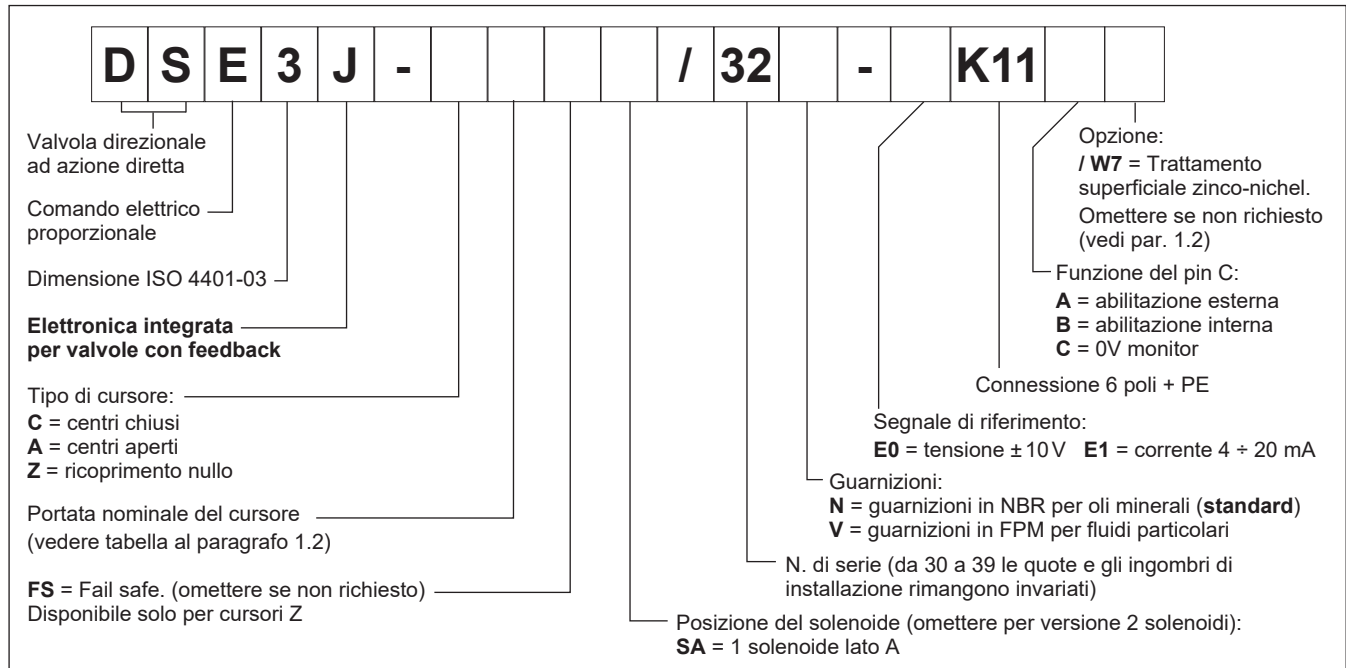 D S E 3 J - / 32 - K11
Valvola direzionale
ad azione diretta
Comando elettrico
proporzionale
Dimensione ISO 4401-03
Elettronica integrata
per valvole con feedback
Tipo di cursore:
C = centri chiusi
A = centri aperti
Z = ricoprimento nullo
Portata nominale del cursore
(vedere tabella al paragrafo 1.2)
FS = Fail safe. (omettere se non richiesto)
Disponibile solo per cursori Z
Opzione:
/ W7 = Trattamento
superficiale zinco-nichel.
Omettere se non richiesto
(vedi par. 1.2)
Funzione del pin C:
A = abilitazione esterna
B = abilitazione interna
C = 0V monitor
Connessione 6 poli + PE
Segnale di riferimento:
E0 = tensione ± 10 V E1 = corrente 4 ÷ 20 mA
Guarnizioni:
N = guarnizioni in NBR per oli minerali (standard)
V = guarnizioni in FPM per fluidi particolari
N. di serie (da 30 a 39 le quote e gli ingombri di
installazione rimangono invariati)
Posizione del solenoide (omettere per versione 2 solenoidi):
SA = 1 solenoide lato A